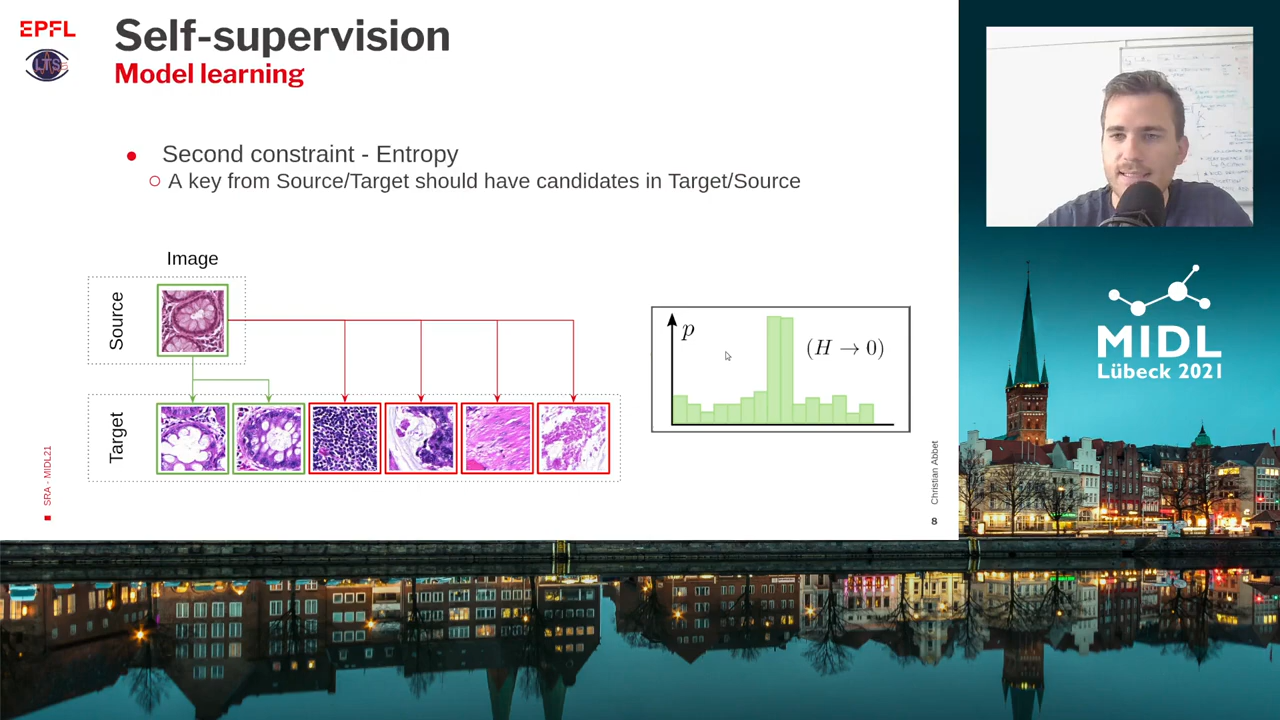 EPFL
LTS5
Self-supervision
Model learning
● Second constraint - Entropy
○ A key from Source/Target should have candidates in Target/Source
Image
Source
Target
p
(H → 0)
SRA - MIDL21
Christian Abbet
8
MIDL
Lübeck 2021